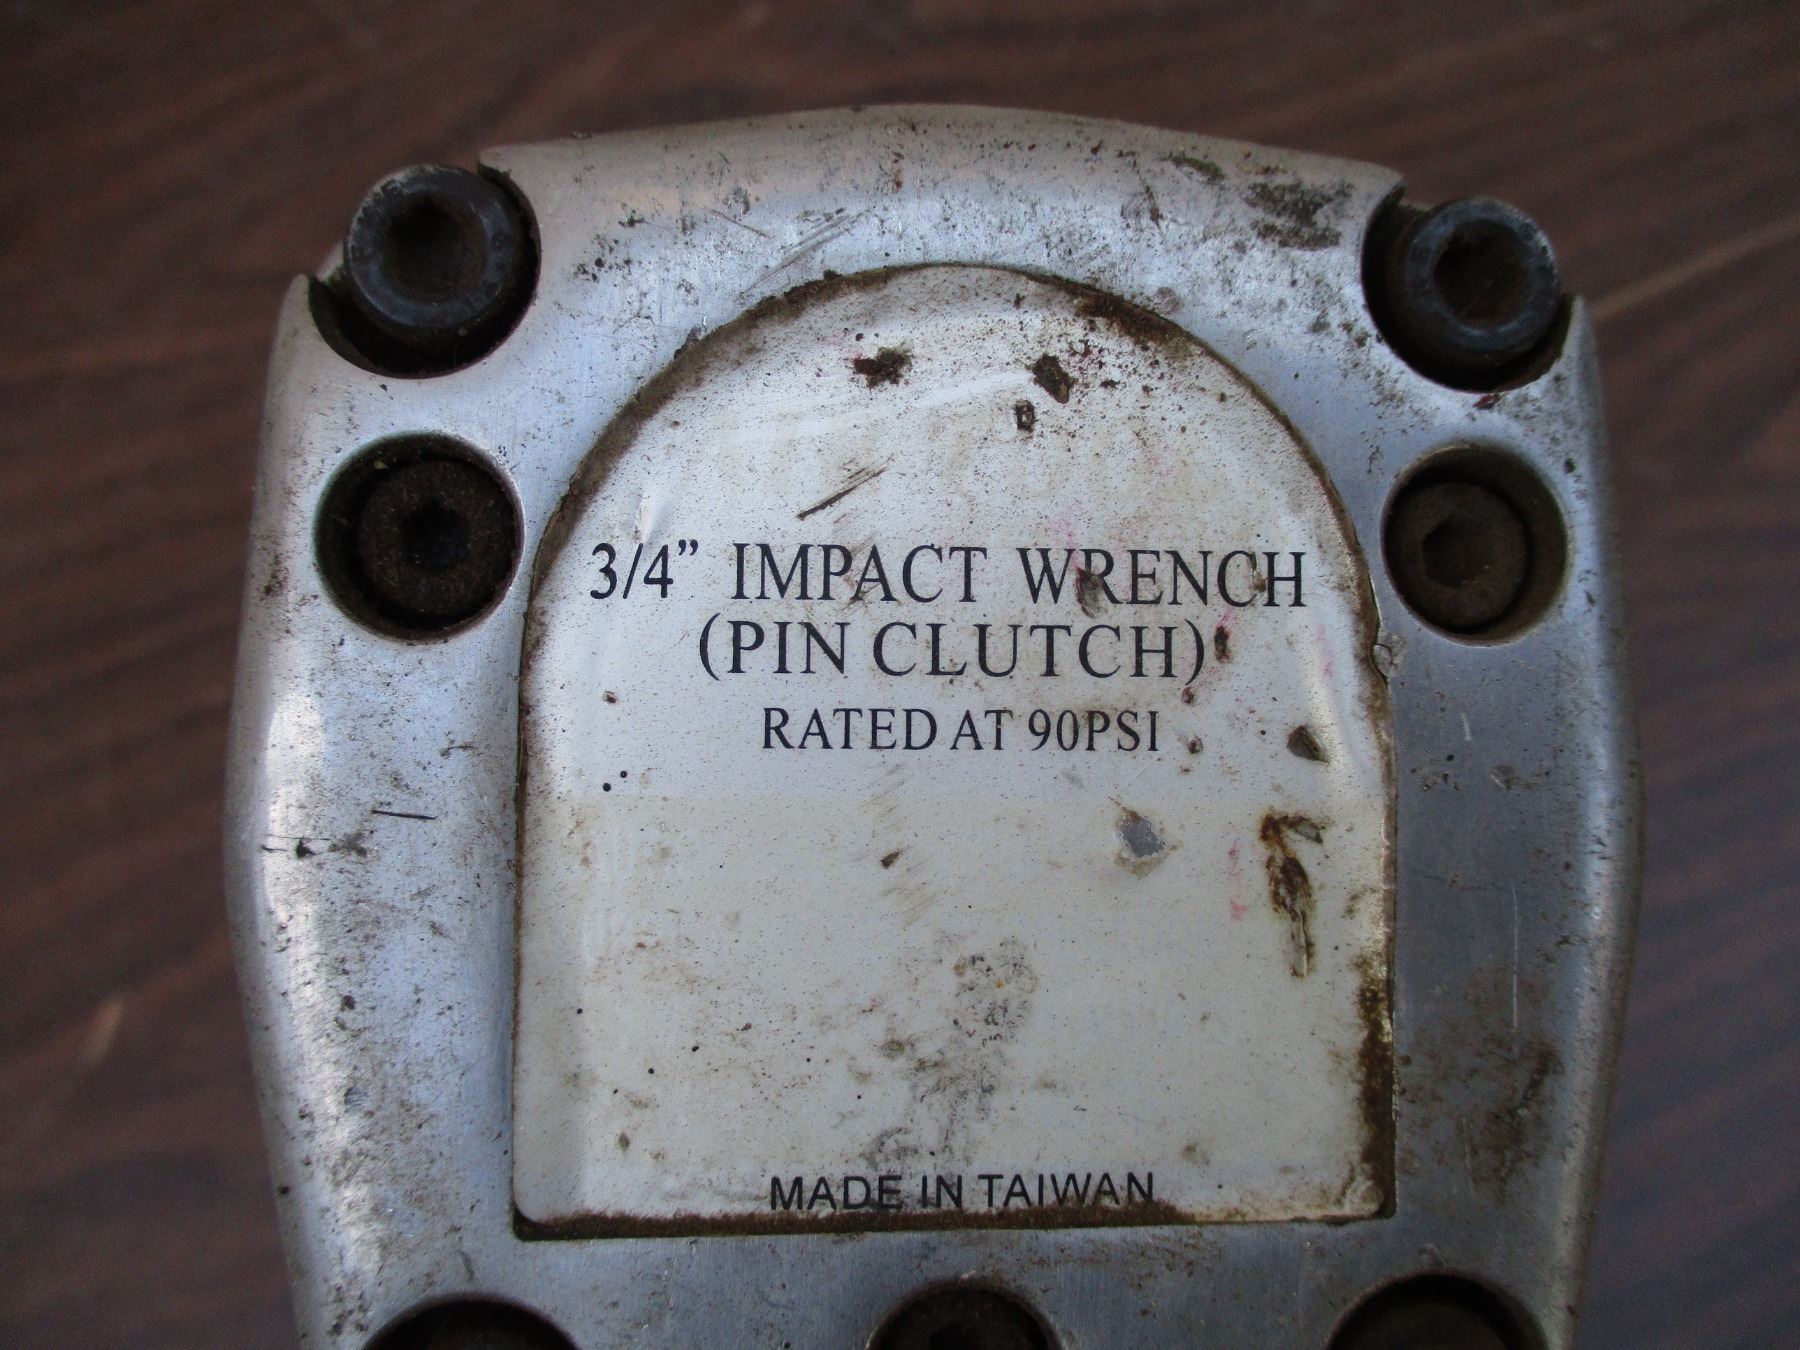 3/4” IMPACT WRENCH
(PIN CLUTCH)
RATED AT 90PSI
MADE IN TAIWAN